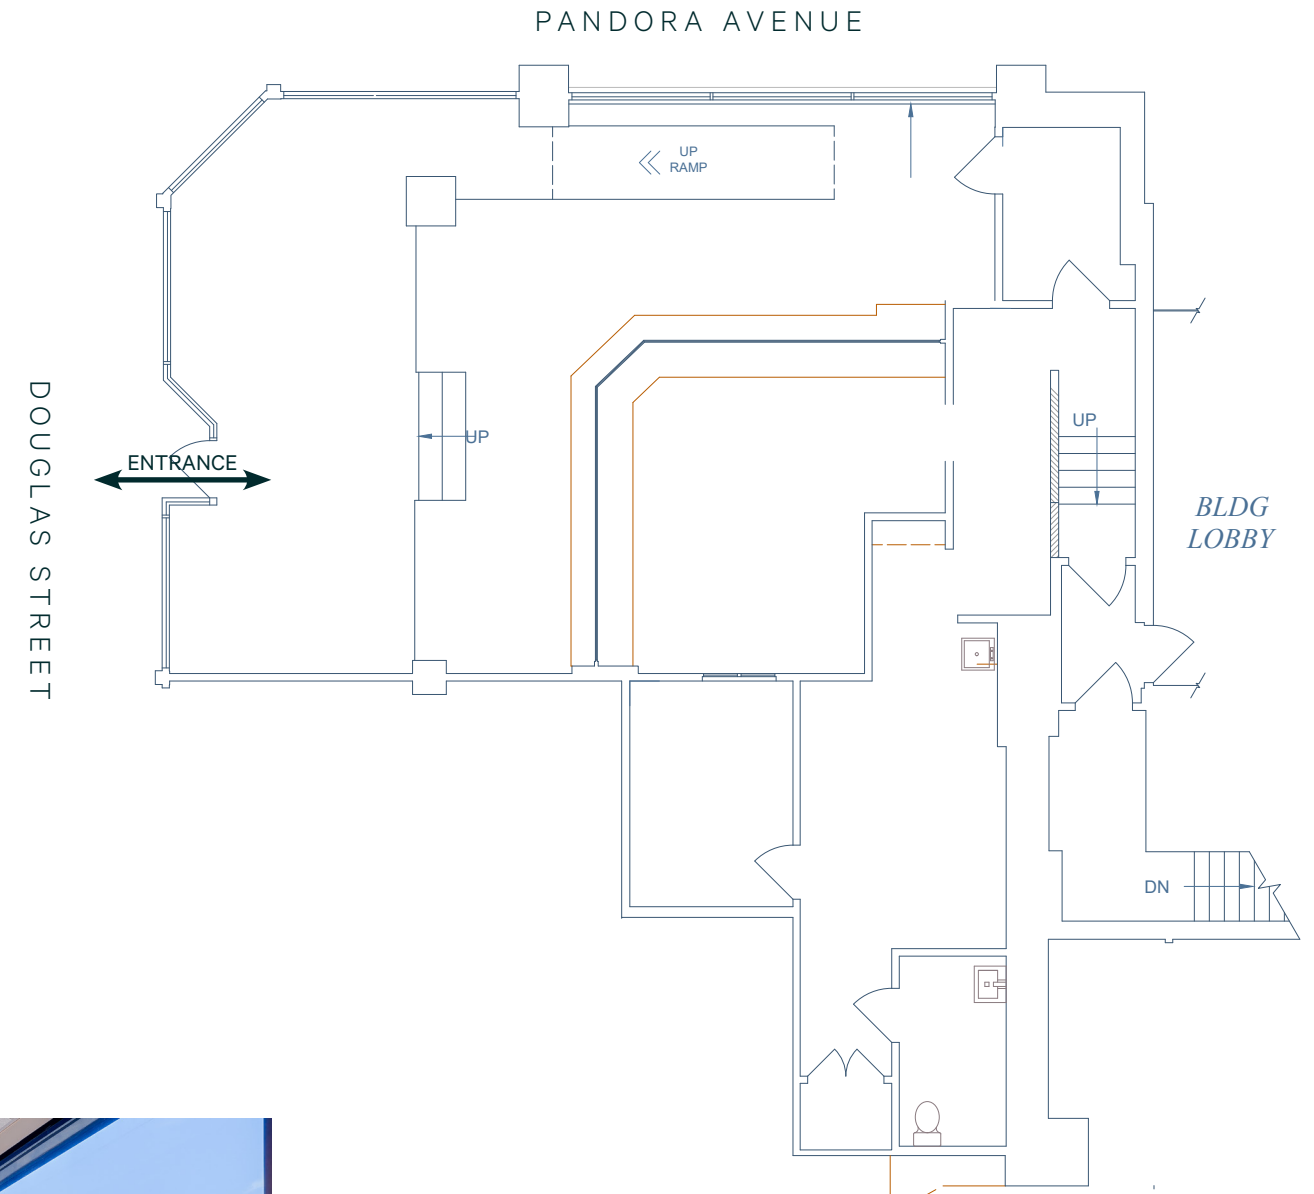 PANDORA AVENUE
UP
RAMP
DOUGLAS STREET
ENTRANCE
UP
UP
BLDG
LOBBY
DN